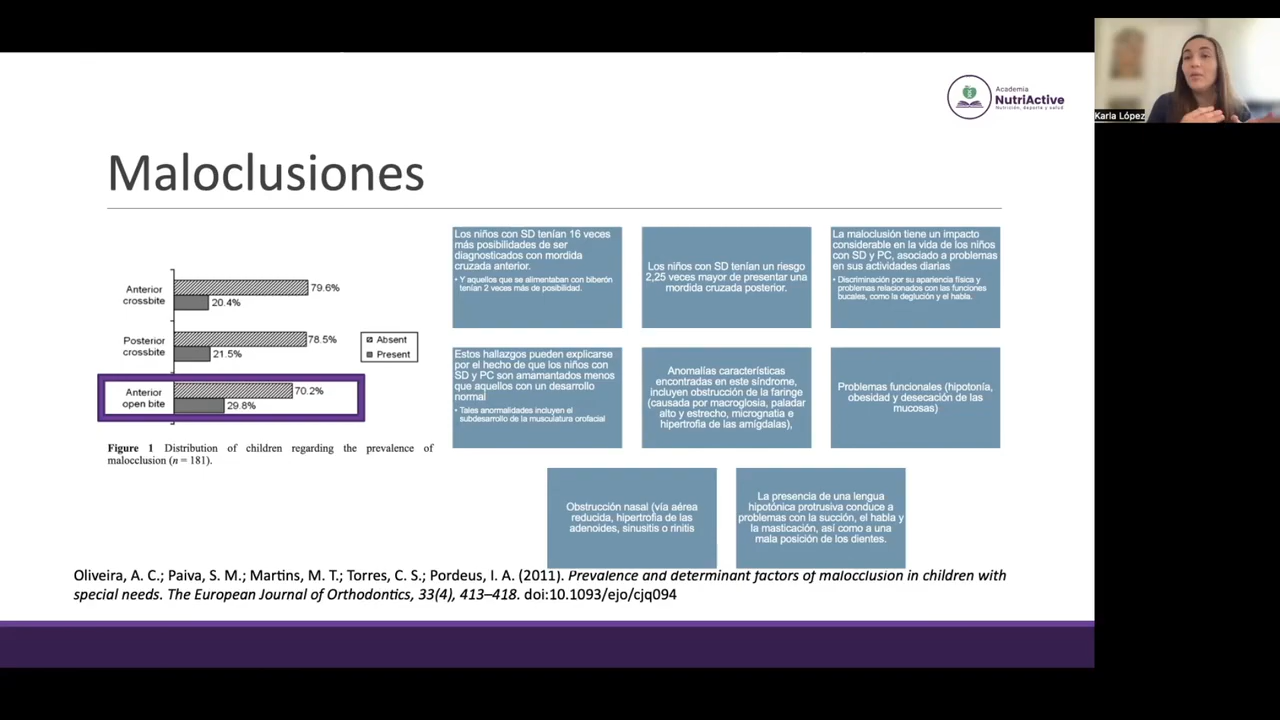 Academia
NutriActive
Nutrición, deporte y salud
Karla López
Maloclusiones
Anterior
crossbite
79.6%
20.4%
Posterior
crossbite
78.5%
21.5%
Absent
Present
Anterior
open bite
70.2%
29.8%
Figure 1 Distribution of children regarding the prevalence of
malocclusion (n = 181).
Los niños con SD tenían 16 veces
más posibilidades de ser
diagnosticados con mordida
cruzada anterior.
• Y aquellos que se alimentaban con biberón
tenían 2 veces más de posibilidad.
Los niños con SD tenían un riesgo
2,25 veces mayor de presentar una
mordida cruzada posterior.
La maloclusión tiene un impacto
considerable en la vida de los niños
con SD y PC, asociado a problemas
en sus actividades diarias
• Discriminación por su apariencia física y
problemas relacionados con las funciones
bucales, como la deglución y el habla.
Estos hallazgos pueden explicarse
por el hecho de que los niños con
SD y PC son amamantados menos
que aquellos con un desarrollo
normal
• Tales anormalidades incluyen el
subdesarrollo de la musculatura orofacial
Anomalías características
encontradas en este síndrome,
incluyen obstrucción de la faringe
(causada por macroglosia, paladar
alto y estrecho, micrognatia e
hipertrofia de las amígdalas),
Problemas funcionales (hipotonía,
obesidad y desecación de las
mucosas)
Obstrucción nasal (vía aérea
reducida, hipertrofia de las
adenoides, sinusitis o rinitis
La presencia de una lengua
hipotónica protrusiva conduce a
problemas con la succión, el habla y
la masticación, así como a una
mala posición de los dientes.
Oliveira, A. C.; Paiva, S. M.; Martins, M. T.; Torres, C. S.; Pordeus, I. A. (2011). Prevalence and determinant factors of malocclusion in children with
special needs. The European Journal of Orthodontics, 33(4), 413–418. doi:10.1093/ejo/cjq094